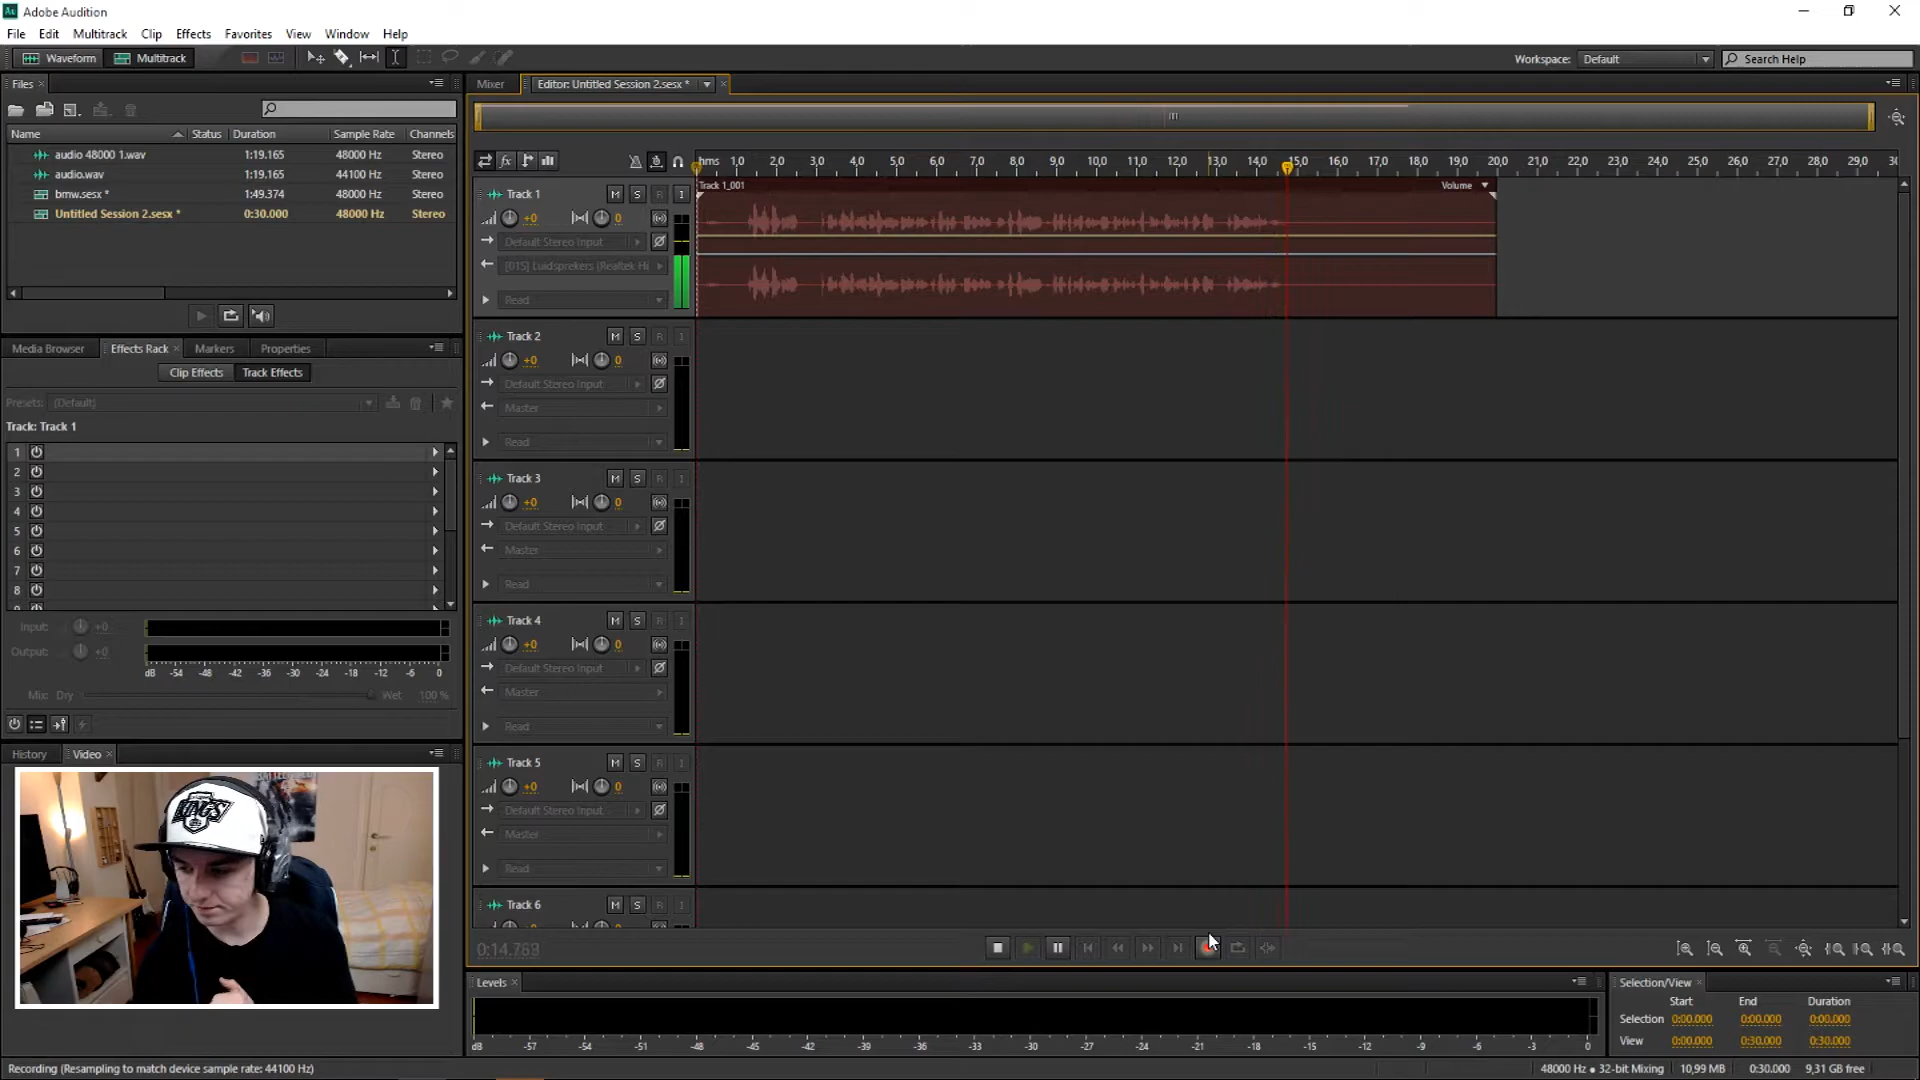 Adobe Audition
File Edit Multitrack Clip Effects Favorites View Window Help
Waveform Multitrack Workspace: Default Search Help
Files Mixer Editor: Untitled Session 2.sesx *
Name Status Duration Sample Rate Channels
audio 48000 1.wav 1:19.165 48000 Hz Stereo
audio.wav 1:19.165 44100 Hz Stereo
bmw.sesx * 1:49.374 48000 Hz Stereo
Untitled Session 2.sesx * 0:30.000 48000 Hz Stereo
Media Browser Effects Rack Markers Properties
Clip Effects Track Effects
Presets: (Default)
Track: Track 1
1
2
3
4
5
6
7
8
Input: +0
Output: +0
dB -54 -48 -42 -36 -30 -24 -18 -12 -6 0
Mix: Dry Wet 100 %
History Video
KINGS
hms 1,0 2,0 3,0 4,0 5,0 6,0 7,0 8,0 9,0 10,0 11,0 12,0 13,0 14,0 15,0 16,0 17,0 18,0 19,0 20,0 21,0 22,0 23,0 24,0 25,0 26,0 27,0 28,0 29,0
Track 1 M S R I
Track 1_001 Volume
+0 0
Default Stereo Input
[01S] Luidsprekers (Realtek Hi
Read
Track 2 M S R I
+0 0
Default Stereo Input
Master
Read
Track 3 M S R I
+0 0
Default Stereo Input
Master
Read
Track 4 M S R I
+0 0
Default Stereo Input
Master
Read
Track 5 M S R I
+0 0
Default Stereo Input
Master
Read
Track 6 M S R I
0:14.768
Levels
dB -57 -54 -51 -48 -45 -42 -39 -36 -33 -30 -27 -24 -21 -18 -15 -12 -9 -6 -3 0
Selection/View
Start End Duration
Selection 0:00.000 0:00.000 0:00.000
View 0:00.000 0:30.000 0:30.000
Recording (Resampling to match device sample rate: 44100 Hz) 48000 Hz • 32-bit Mixing 10,99 MB 0:30.000 9,31 GB free